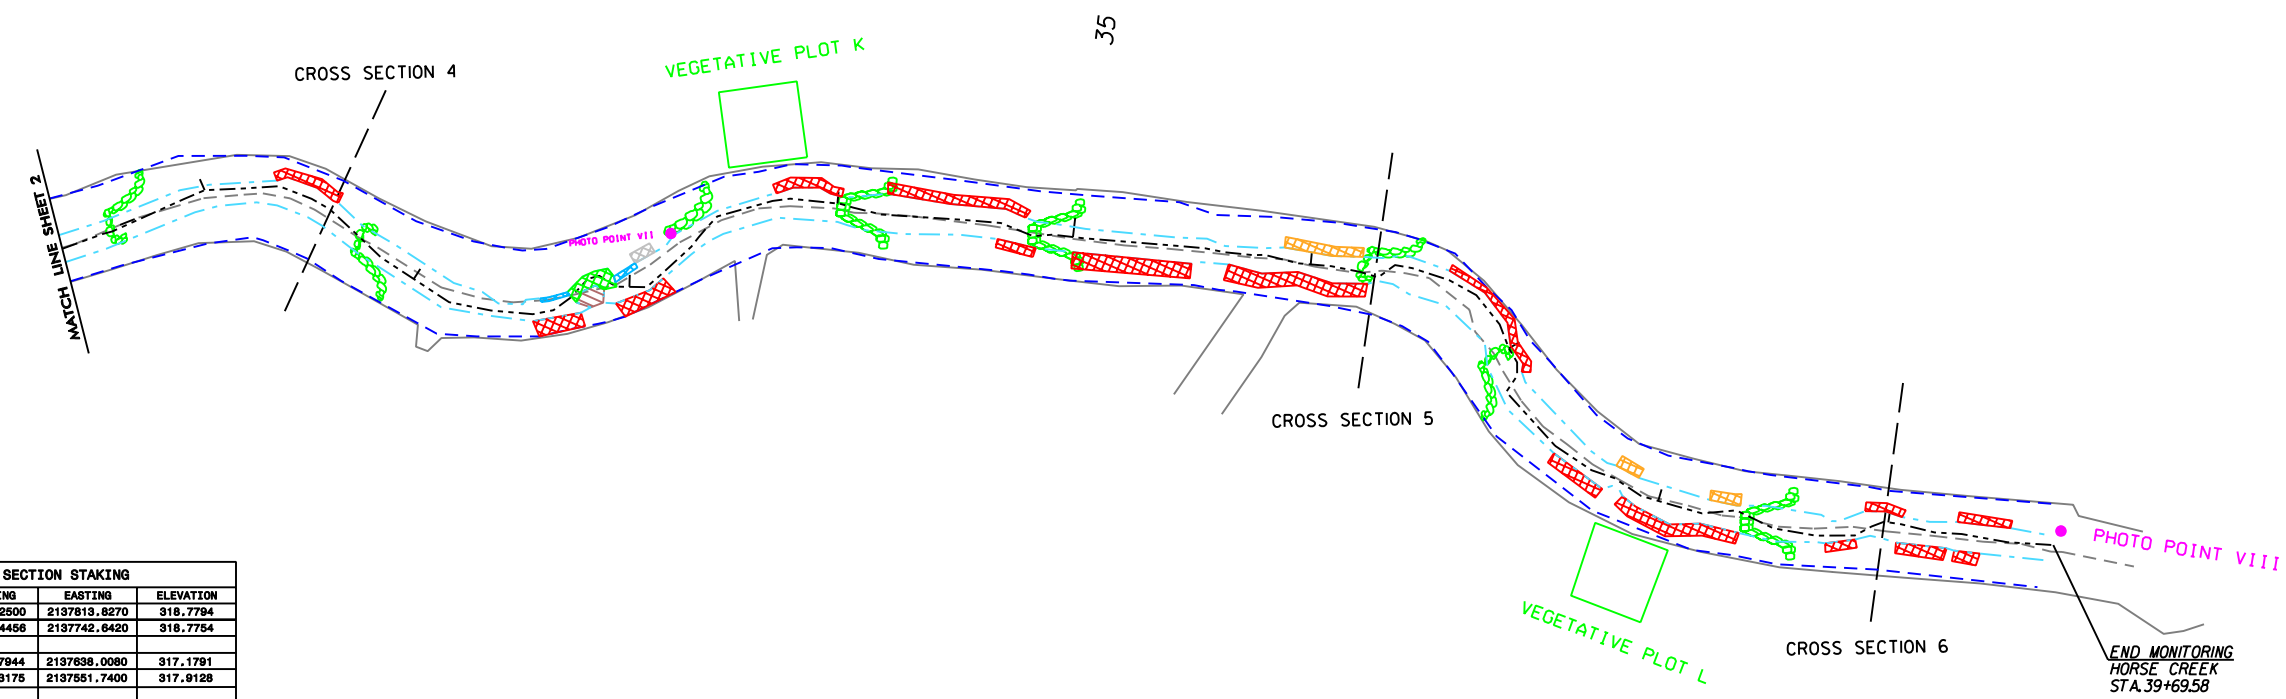 35
VEGETATIVE PLOT K
CROSS SECTION 4
MATCH LINE SHEET 2
PHOTO POINT VII
CROSS SECTION 5
VEGETATIVE PLOT L
CROSS SECTION 6
PHOTO POINT VIII
END MONITORING
HORSE CREEK
STA.39+69.58
SECTION STAKING
ING EASTING ELEVATION
2500 2137813.8270 318.7794
4456 2137742.6420 318.7754
7944 2137638.0080 317.1791
3175 2137551.7400 317.9128